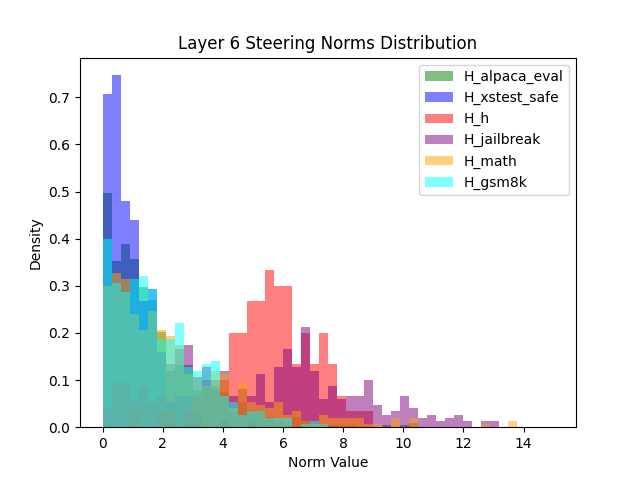 Layer 6 Steering Norms Distribution
H_alpaca_eval
H_xstest_safe
H_h
H_jailbreak
H_math
H_gsm8k
0.7
0.6
0.5
0.4
0.3
0.2
0.1
0.0
Density
0 2 4 6 8 10 12 14
Norm Value